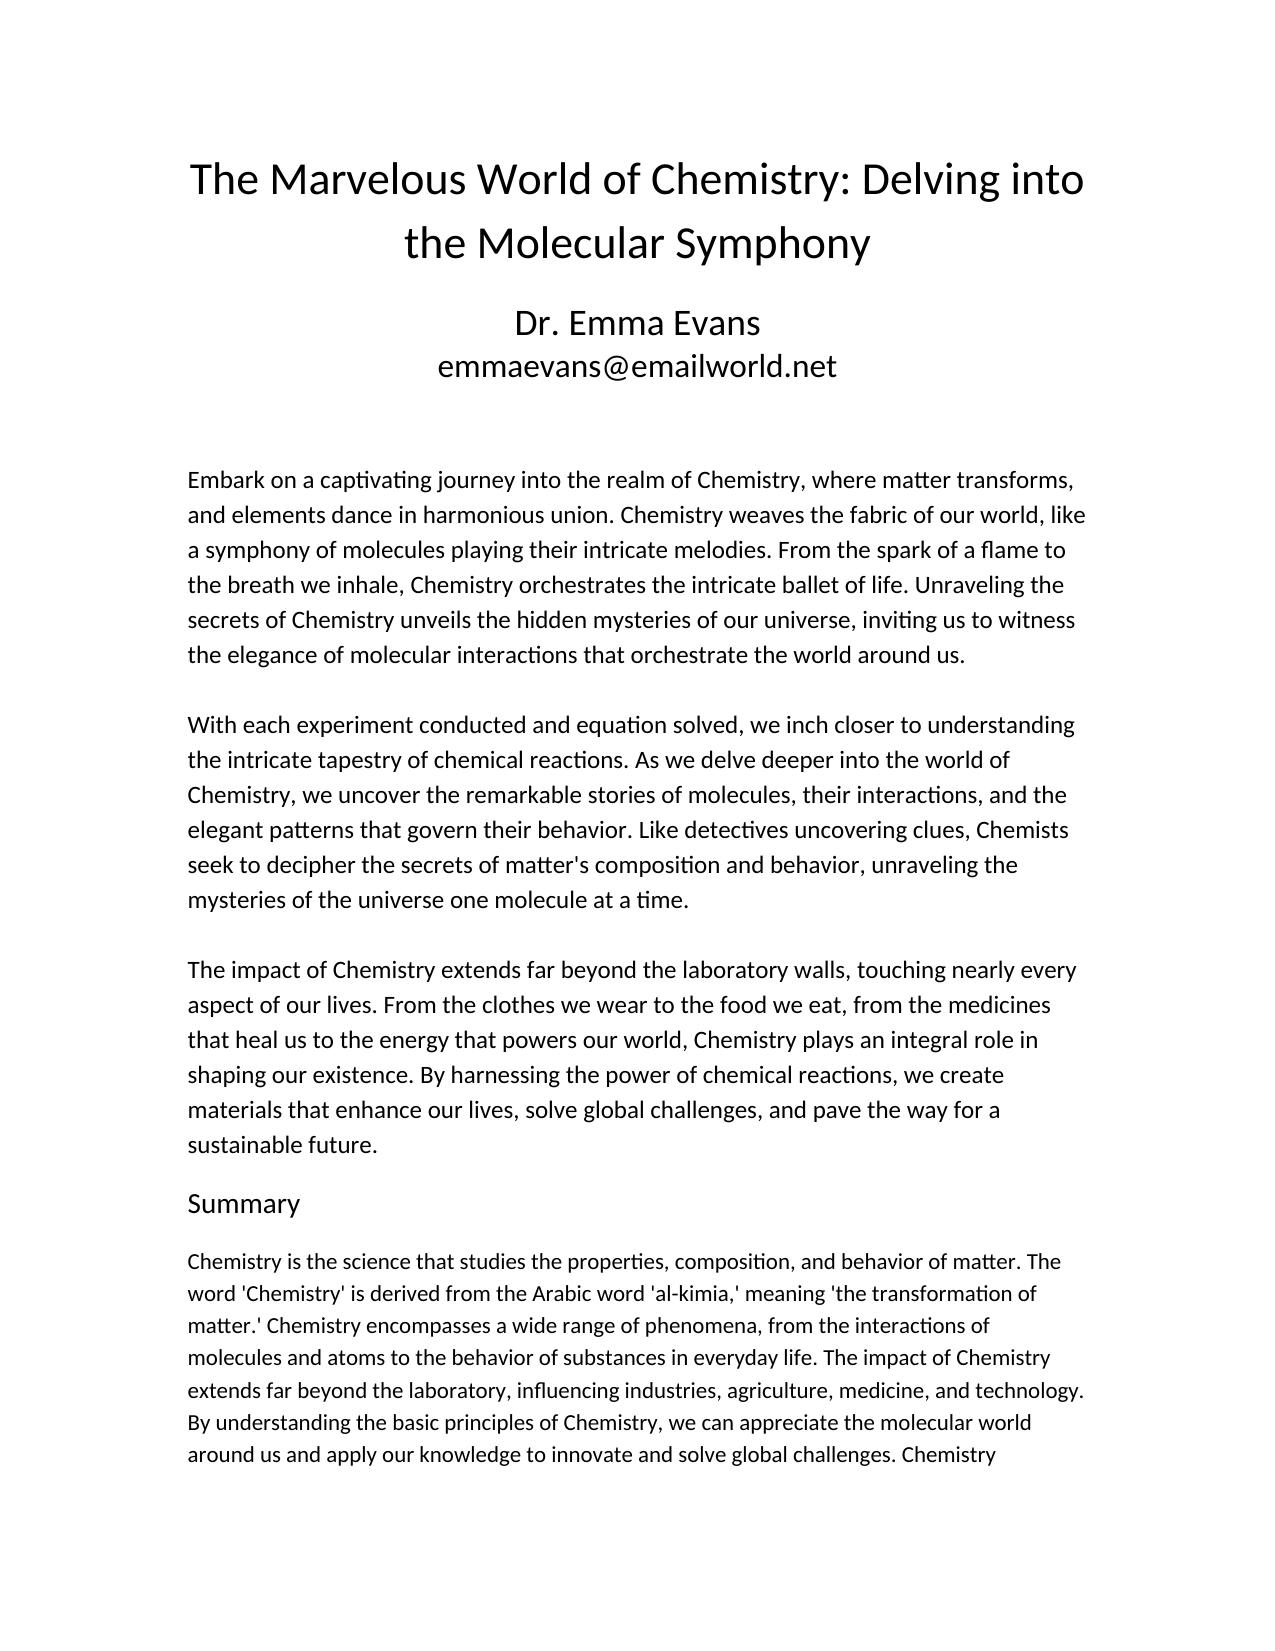 The Marvelous World of Chemistry: Delving into
the Molecular Symphony
Dr. Emma Evans
emmaevans@emailworld.net
Embark on a captivating journey into the realm of Chemistry, where matter transforms,
and elements dance in harmonious union. Chemistry weaves the fabric of our world, like
a symphony of molecules playing their intricate melodies. From the spark of a flame to
the breath we inhale, Chemistry orchestrates the intricate ballet of life. Unraveling the
secrets of Chemistry unveils the hidden mysteries of our universe, inviting us to witness
the elegance of molecular interactions that orchestrate the world around us.
With each experiment conducted and equation solved, we inch closer to understanding
the intricate tapestry of chemical reactions. As we delve deeper into the world of
Chemistry, we uncover the remarkable stories of molecules, their interactions, and the
elegant patterns that govern their behavior. Like detectives uncovering clues, Chemists
seek to decipher the secrets of matter's composition and behavior, unraveling the
mysteries of the universe one molecule at a time.
The impact of Chemistry extends far beyond the laboratory walls, touching nearly every
aspect of our lives. From the clothes we wear to the food we eat, from the medicines
that heal us to the energy that powers our world, Chemistry plays an integral role in
shaping our existence. By harnessing the power of chemical reactions, we create
materials that enhance our lives, solve global challenges, and pave the way for a
sustainable future.
Summary
Chemistry is the science that studies the properties, composition, and behavior of matter. The
word 'Chemistry' is derived from the Arabic word 'al-kimia,' meaning 'the transformation of
matter.' Chemistry encompasses a wide range of phenomena, from the interactions of
molecules and atoms to the behavior of substances in everyday life. The impact of Chemistry
extends far beyond the laboratory, influencing industries, agriculture, medicine, and technology.
By understanding the basic principles of Chemistry, we can appreciate the molecular world
around us and apply our knowledge to innovate and solve global challenges. Chemistry